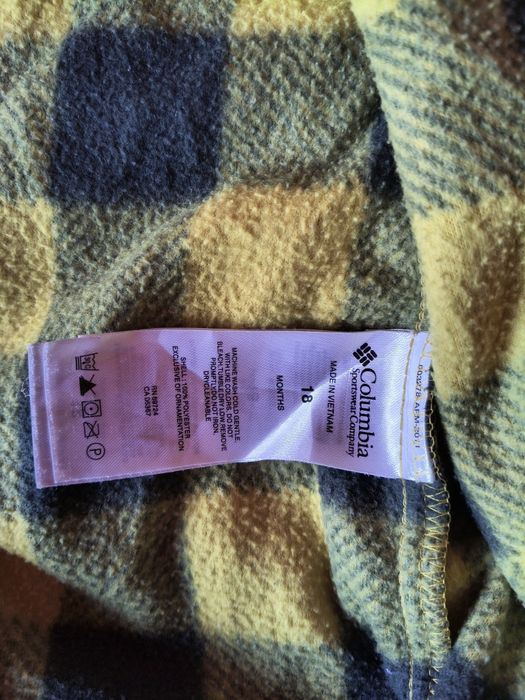 Columbia
Sportswear Company
MADE IN VIETNAM
18
MONTHS
MACHINE WASH COLD GENTLE
WITH LIKE COLORS. DO NOT
BLEACH.TUMBLE DRY LOW.REMOVE
PROMPTLY.DO NOT IRON.
DRYCLEANABLE
SHELL: 100% POLYESTER
EXCLUSIVE OF ORNAMENTATION
RN 69724
CA 05367